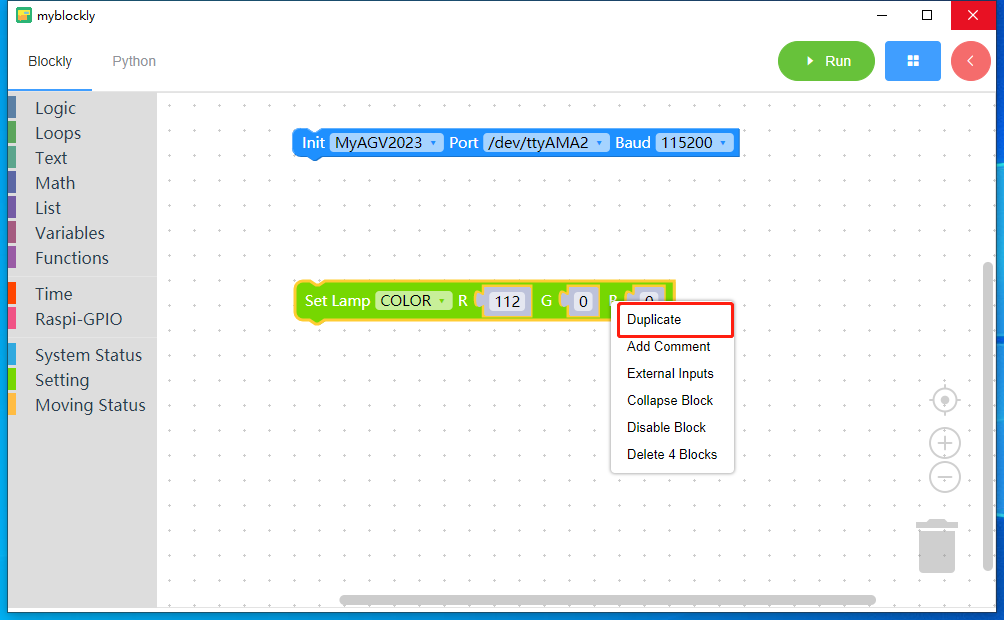 myblockly
Blockly Python Run
Logic
Loops
Text
Math
List
Variables
Functions
Time
Raspi-GPIO
System Status
Setting
Moving Status
Init MyAGV2023 Port /dev/ttyAMA2 Baud 115200
Set Lamp COLOR R 112 G 0 B 0
Duplicate
Add Comment
External Inputs
Collapse Block
Disable Block
Delete 4 Blocks